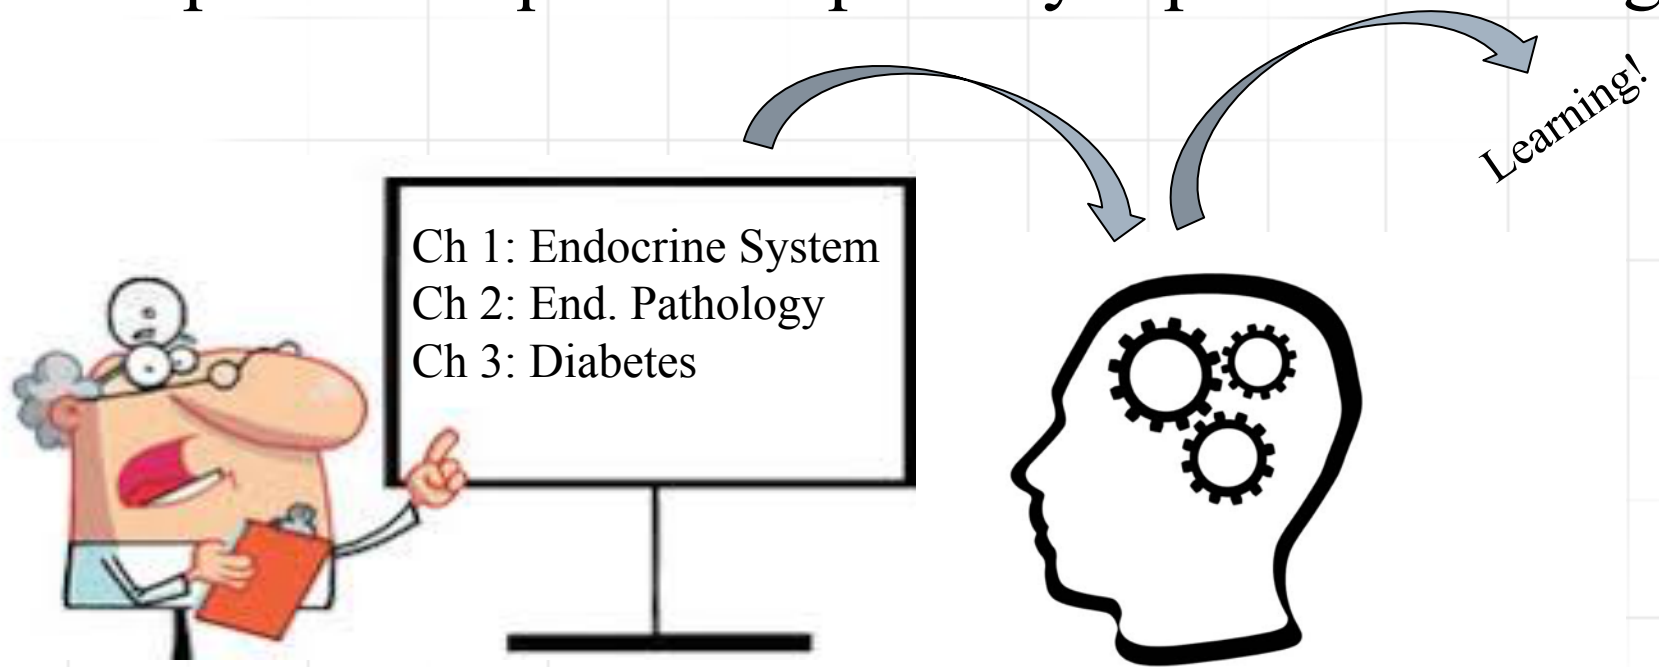 Learning!
Ch 1: Endocrine System
Ch 2: End. Pathology
Ch 3: Diabetes